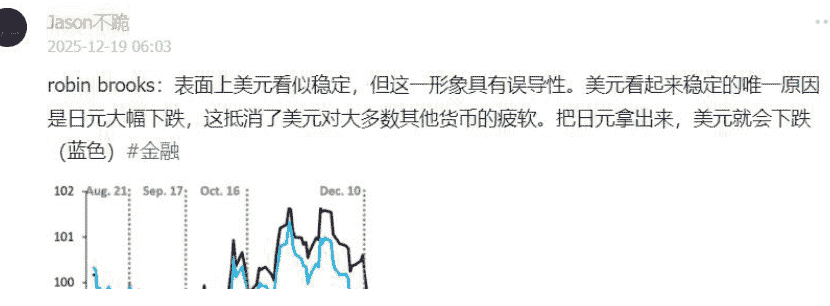 Jason不跪
2025-12-19 06:03
robin brooks：表面上美元看似稳定，但这一形象具有误导性。美元看起来稳定的唯一原因
是日元大幅下跌，这抵消了美元对大多数其他货币的疲软。把日元拿出来，美元就会下跌
（蓝色）#金融
102 Aug. 21 Sep. 17 Oct. 16 Dec. 10
101
100